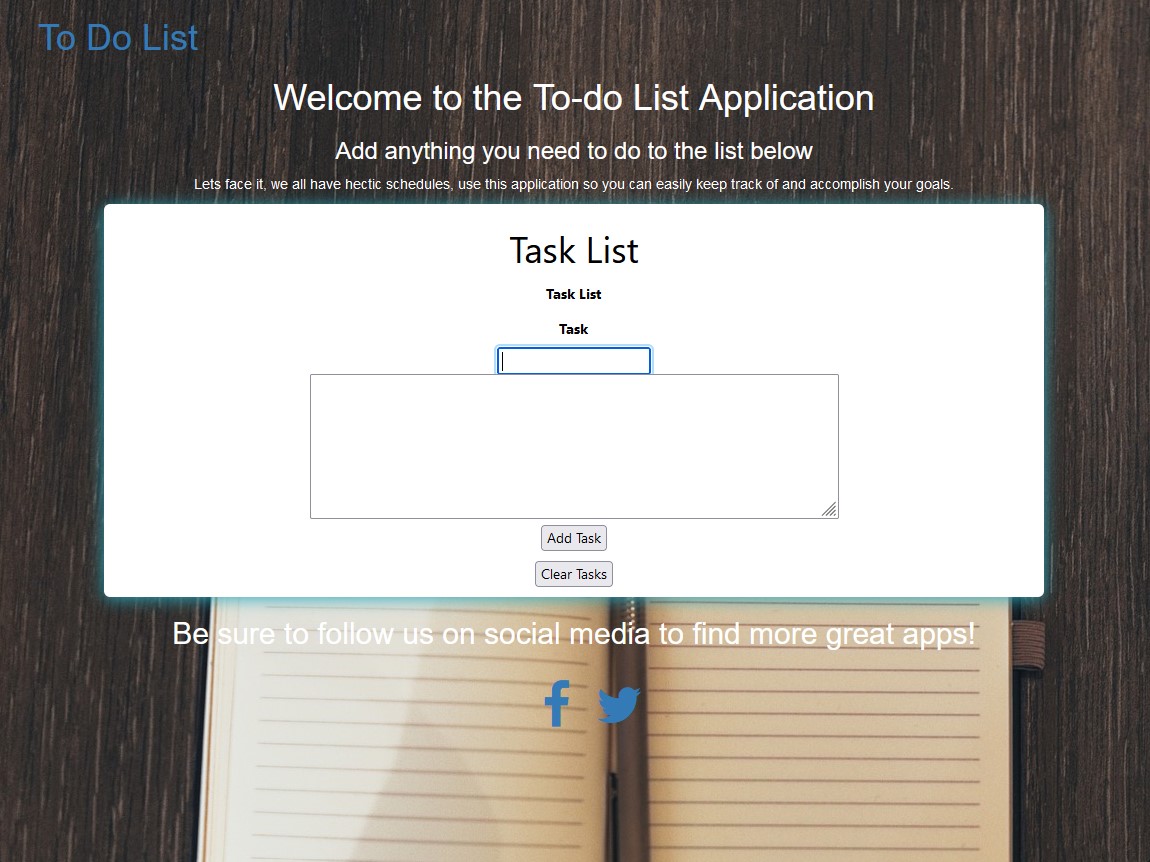 To Do List
Welcome to the To-do List Application
Add anything you need to do to the list below
Lets face it, we all have hectic schedules, use this application so you can easily keep track of and accomplish your goals.
Task List
Task List
Task
Add Task
Clear Tasks
Be sure to follow us on social media to find more great apps!